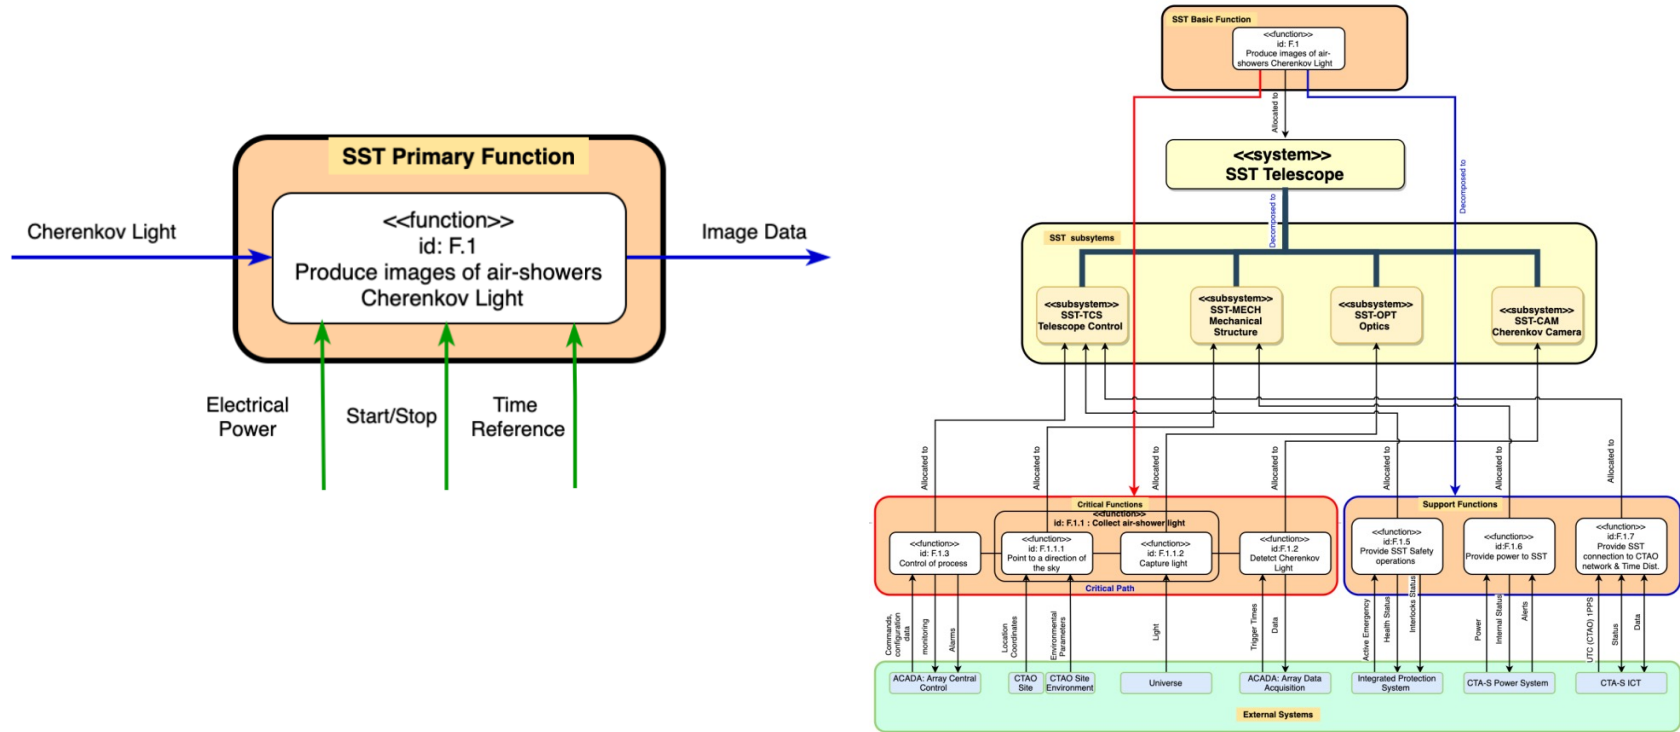 SST Primary Function
<<function>>
id: F.1
Produce images of air-showers
Cherenkov Light
Cherenkov Light
Image Data
Electrical
Power
Start/Stop
Time
Reference
SST Basic Function
<<function>>
id: F.1
Produce images of air-
showers Cherenkov Light
Allocated to
<<system>>
SST Telescope
Decomposed to
Decomposed to
SST subsytems
<<subsystem>>
SST-TCS
Telescope Control
<<subsystem>>
SST-MECH
Mechanical
Structure
<<subsystem>>
SST-OPT
Optics
<<subsystem>>
SST-CAM
Cherenkov Camera
Allocated to
Allocated to
Allocated to
Allocated to
Allocated to
Allocated to
Allocated to
Critical Functions
<<function>>
id: F.1.1 : Collect air-shower light
<<function>>
id: F.1.3
Control of process
<<function>>
id: F.1.1.1
Point to a direction of
the sky
<<function>>
id: F.1.1.2
Capture light
<<function>>
id:F.1.2
Detetct Cherenkov
Light
Critical Path
Support Functions
<<function>>
id:F.1.5
Provide SST Safety
operations
<<function>>
id:F.1.6
Provide power to SST
<<function>>
id:F.1.7
Provide SST
connection to CTAO
network & Time Dist.
Commands,
configuration
data
monitoring
Alarms
Location
Coordinates
Environmental
Parameters
Light
Trigger Times
Data
Active Emergency
Health Status
Interlocks Status
Power
Internal Status
Alerts
UTC (CTAO) 1PPS
Status
Data
ACADA: Array Central
Control
CTAO
Site
CTAO Site
Environment
Universe
ACADA: Array Data
Acquisition
Integrated Protection
System
CTA-S Power System
CTA-S ICT
External Systems